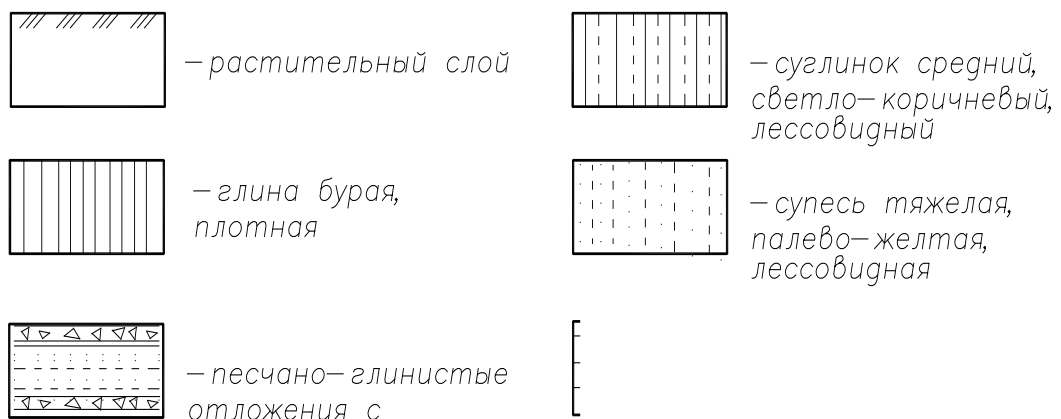 –растительный слой
–суглинок средний,
светло–коричневый,
лессовидный
–глина бурая,
плотная
–супесь тяжелая,
палево–желтая,
лессовидная
–песчано–глинистые
отложения с